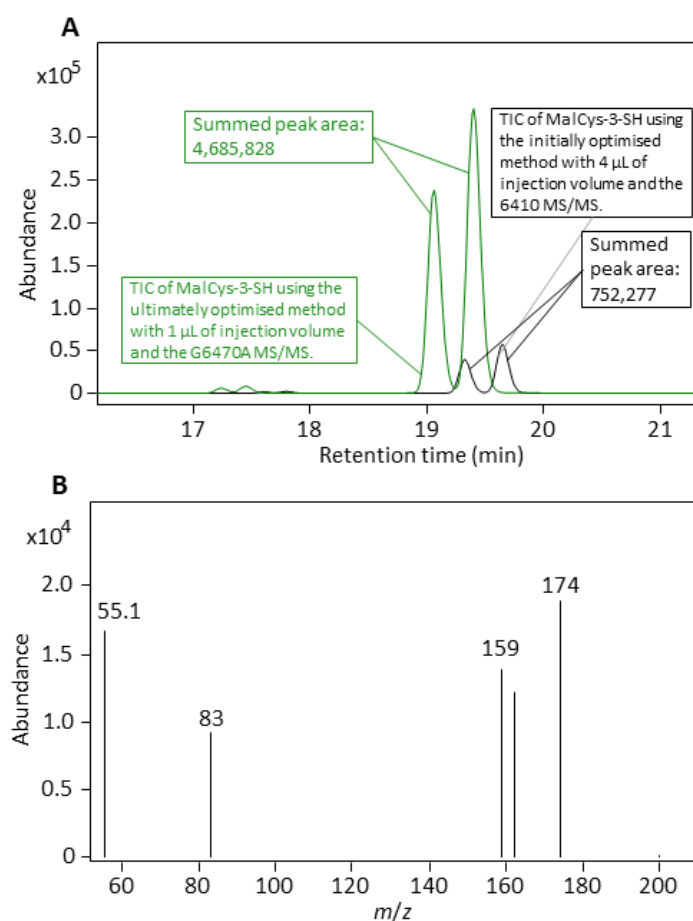 A
x10⁵
3.0
2.5
2.0
1.5
1.0
0.5
0
Abundance
Summed peak area:
4,685,828
TIC of MalCys-3-SH using
the initially optimised
method with 4 µL of
injection volume and the
6410 MS/MS.
Summed
peak area:
752,277
TIC of MalCys-3-SH using the
ultimately optimised method
with 1 µL of injection volume
and the G6470A MS/MS.
17 18 19 20 21
Retention time (min)
B
x10⁴
2.0
1.5
1.0
0.5
0
Abundance
55.1
83
159
174
60 80 100 120 140 160 180 200
m/z